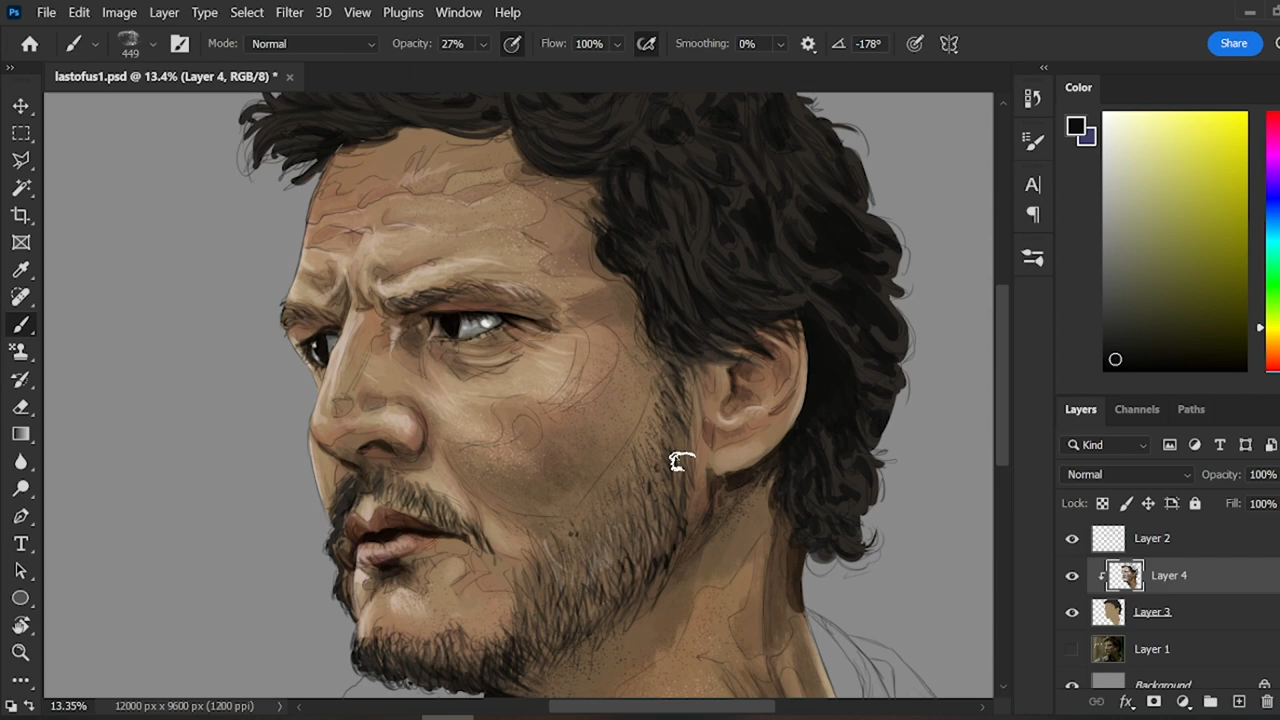 Ps File Edit Image Layer Type Select Filter 3D View Plugins Window Help
449 Mode: Normal Opacity: 27% Flow: 100% Smoothing: 0% -178° Share
lastofus1.psd @ 13.4% (Layer 4, RGB/8) *
Color
Layers Channels Paths
Kind
Normal Opacity: 100%
Lock: Fill: 100%
Layer 2
Layer 4
Layer 3
Layer 1
Background
13.35% 12000 px x 9600 px (1200 ppi)